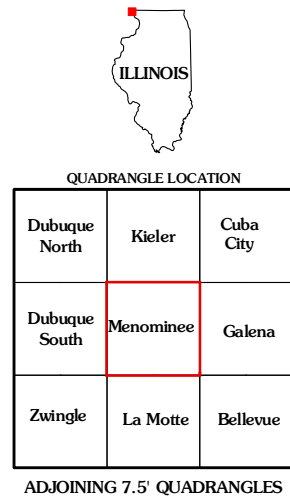 ILLINOIS
QUADRANGLE LOCATION
Dubuque
North
Kieler
Cuba
City
Dubuque
South
Menominee
Galena
Zwingle
La Motte
Bellevue
ADJOINING 7.5' QUADRANGLES